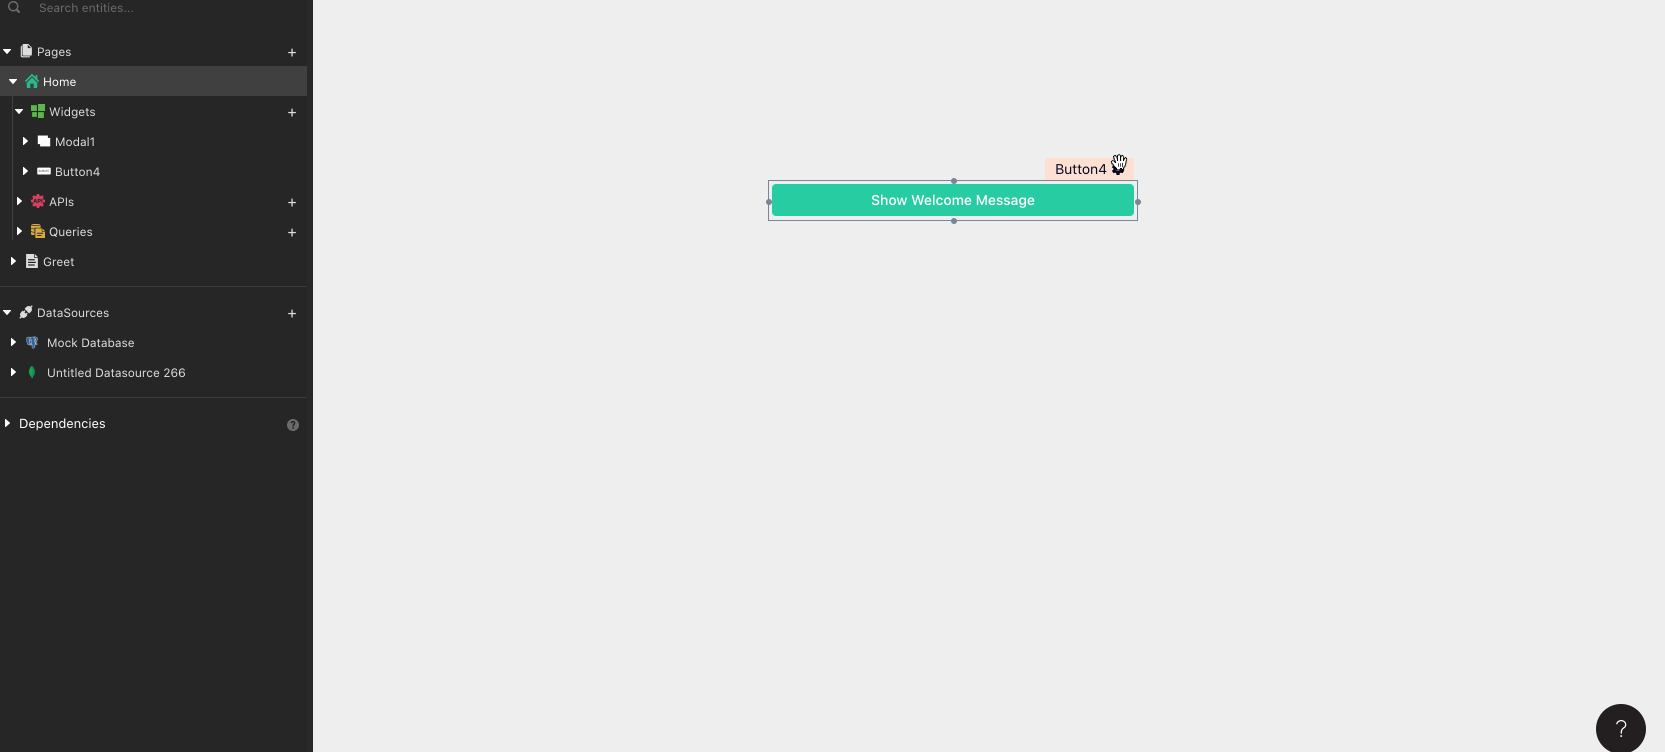 Search entities...
Pages
Home
Widgets
Modal1
Button4
APIs
Queries
Greet
DataSources
Mock Database
Untitled Datasource 266
Dependencies
?
Button4
Show Welcome Message
?